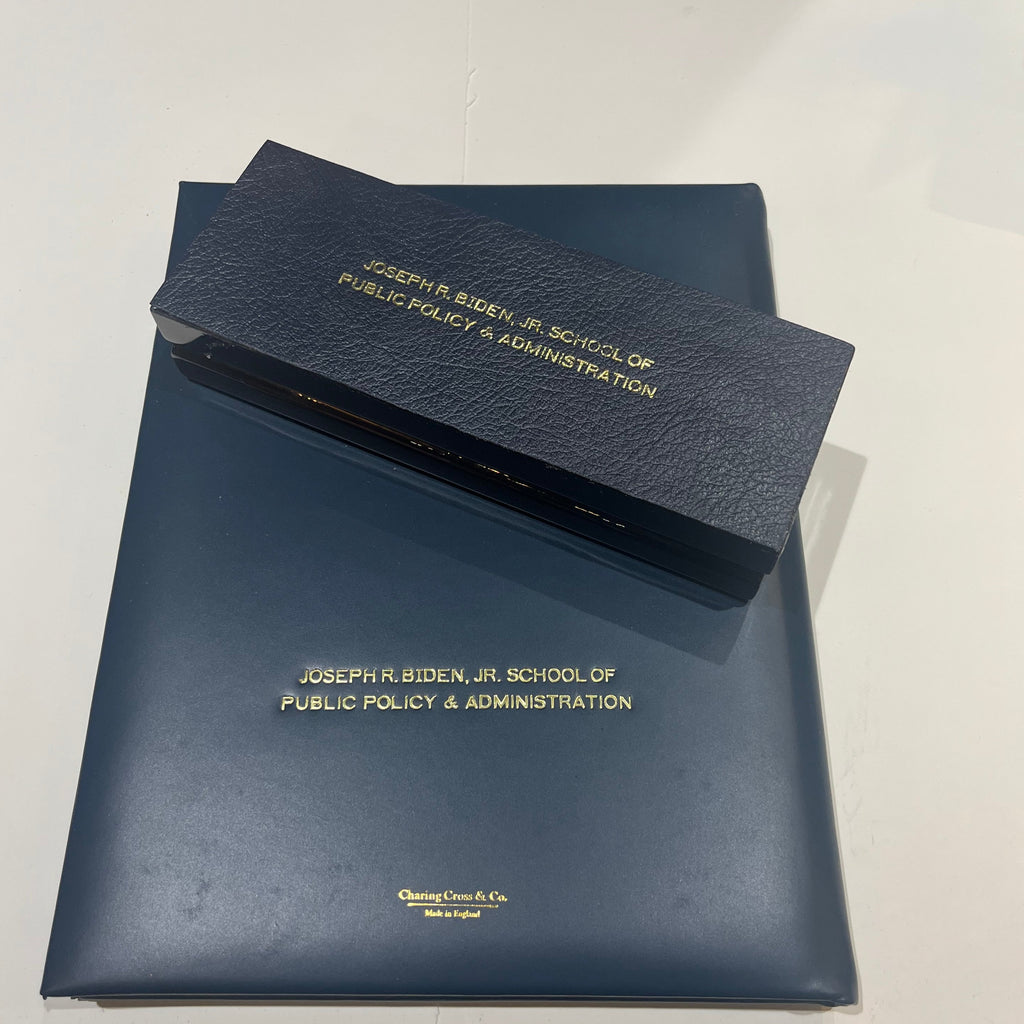 JOSEPH R. BIDEN, JR. SCHOOL OF
PUBLIC POLICY & ADMINISTRATION
JOSEPH R. BIDEN, JR. SCHOOL OF
PUBLIC POLICY & ADMINISTRATION
Charing Cross & Co.
Made in England